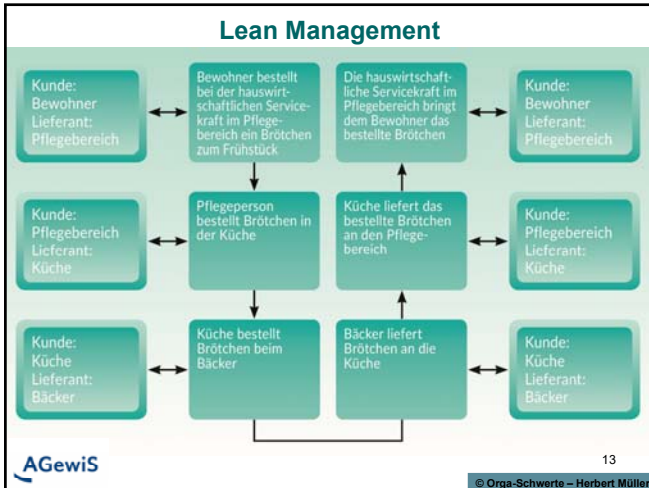 Lean Management
Kunde:
Bewohner
Lieferant:
Pflegebereich
Bewohner bestellt
bei der hauswirt-
schaftlichen Service-
kraft im Pflege-
bereich ein Brötchen
zum Frühstück
Die hauswirtschaft-
liche Servicekraft im
Pflegebereich bringt
dem Bewohner das
bestellte Brötchen
Kunde:
Bewohner
Lieferant:
Pflegebereich
Kunde:
Pflegebereich
Lieferant:
Küche
Pflegeperson
bestellt Brötchen in
der Küche
Küche liefert das
bestellte Brötchen
an den Pflege-
bereich
Kunde:
Pflegebereich
Lieferant:
Küche
Kunde:
Küche
Lieferant:
Bäcker
Küche bestellt
Brötchen beim
Bäcker
Bäcker liefert
Brötchen an die
Küche
Kunde:
Küche
Lieferant:
Bäcker
AGewiS
13
© Orga-Schwerte – Herbert Müller